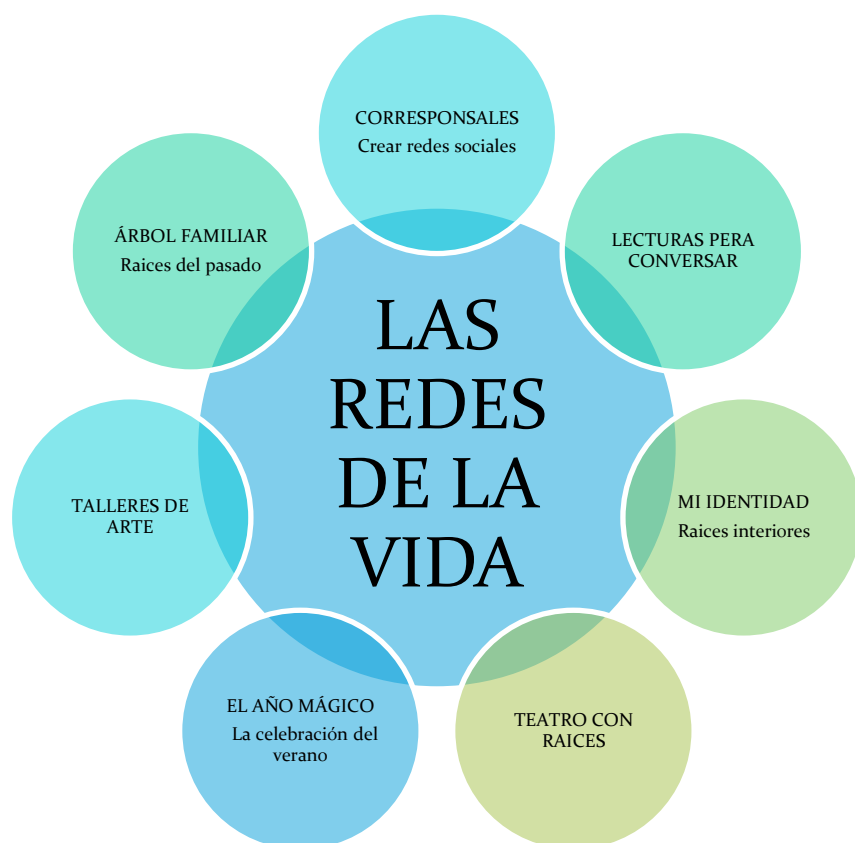 LAS
REDES
DE LA
VIDA
CORRESPONSALES
Crear redes sociales
LECTURAS PERA
CONVERSAR
MI IDENTIDAD
Raices interiores
TEATRO CON
RAICES
EL AÑO MÁGICO
La celebración del
verano
TALLERES DE
ARTE
ÁRBOL FAMILIAR
Raices del pasado